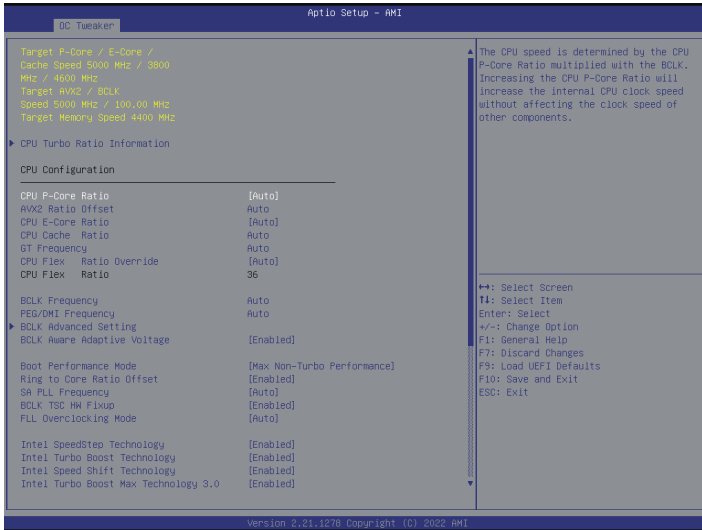 Aptio Setup - AMI
OC Tweaker
Target P-Core / E-Core /
Cache Speed 5000 MHz / 3800
MHz / 4600 MHz
Target AVX2 / BCLK
Speed 5000 MHz / 100.00 MHz
Target Memory Speed 4400 MHz
CPU Turbo Ratio Information
CPU Configuration
CPU P-Core Ratio [Auto]
AVX2 Ratio Offset Auto
CPU E-Core Ratio [Auto]
CPU Cache Ratio Auto
GT Frequency Auto
CPU Flex Ratio Override [Auto]
CPU Flex Ratio 36
BCLK Frequency Auto
PEG/DMI Frequency Auto
BCLK Advanced Setting
BCLK Aware Adaptive Voltage [Enabled]
Boot Performance Mode [Max Non-Turbo Performance]
Ring to Core Ratio Offset [Enabled]
SA PLL Frequency [Auto]
BCLK TSC HW Fixup [Enabled]
FLL Overclocking Mode [Auto]
Intel SpeedStep Technology [Enabled]
Intel Turbo Boost Technology [Enabled]
Intel Speed Shift Technology [Enabled]
Intel Turbo Boost Max Technology 3.0 [Enabled]
The CPU speed is determined by the CPU
P-Core Ratio multiplied with the BCLK.
Increasing the CPU P-Core Ratio will
increase the internal CPU clock speed
without affecting the clock speed of
other components.
↔: Select Screen
↑↓: Select Item
Enter: Select
+/-: Change Option
F1: General Help
F7: Discard Changes
F9: Load UEFI Defaults
F10: Save and Exit
ESC: Exit
Version 2.21.1278 Copyright (C) 2022 AMI